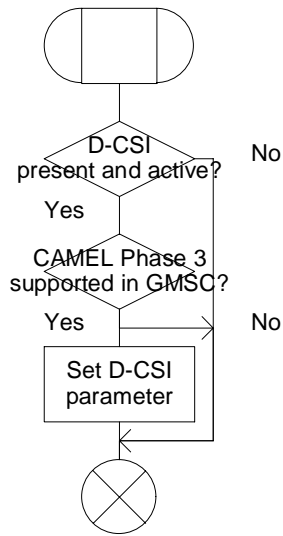 D-CSI
present and active?
No
Yes
CAMEL Phase 3
supported in GMSC?
Yes
No
Set D-CSI
parameter